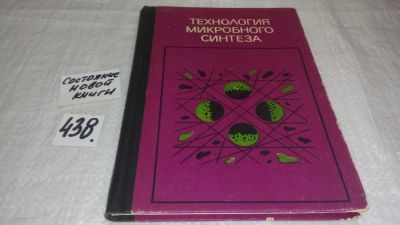 ТЕХНОЛОГИЯ
МИКРОБНОГО
СИНТЕЗА
СОСТОЯНИЕ
НОВОЙ
КНИГИ
438.